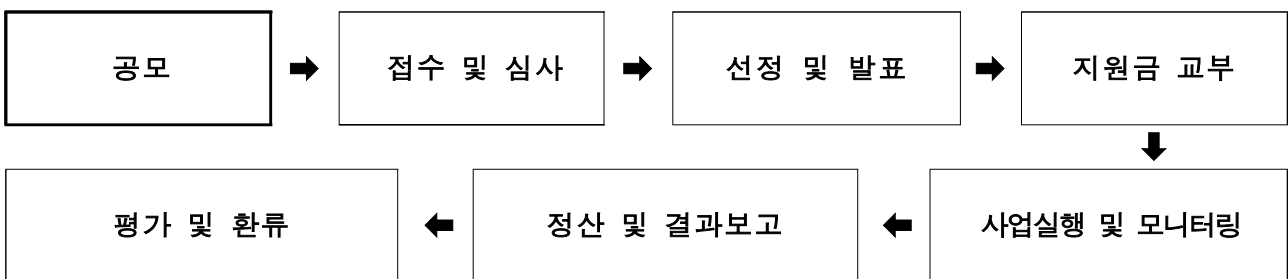 공모
접수 및 심사
선정 및 발표
지원금 교부
사업실행 및 모니터링
정산 및 결과보고
평가 및 환류